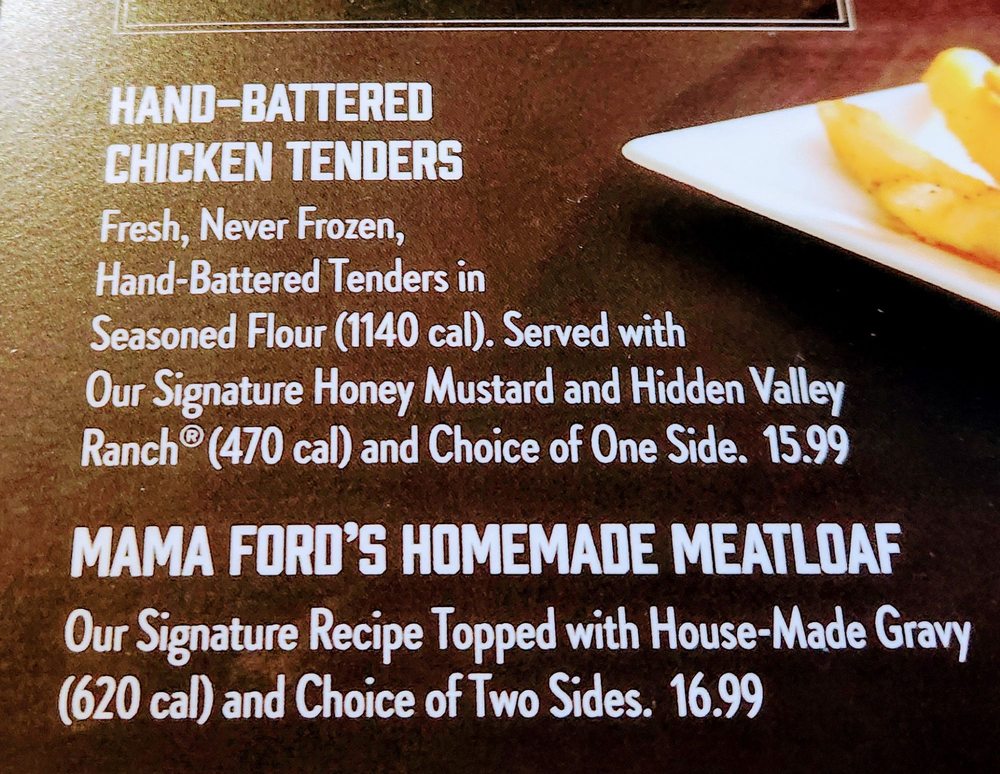 HAND-BATTERED
CHICKEN TENDERS
Fresh, Never Frozen,
Hand-Battered Tenders in
Seasoned Flour (1140 cal). Served with
Our Signature Honey Mustard and Hidden Valley
Ranch® (470 cal) and Choice of One Side. 15.99
MAMA FORD'S HOMEMADE MEATLOAF
Our Signature Recipe Topped with House-Made Gravy
(620 cal) and Choice of Two Sides. 16.99